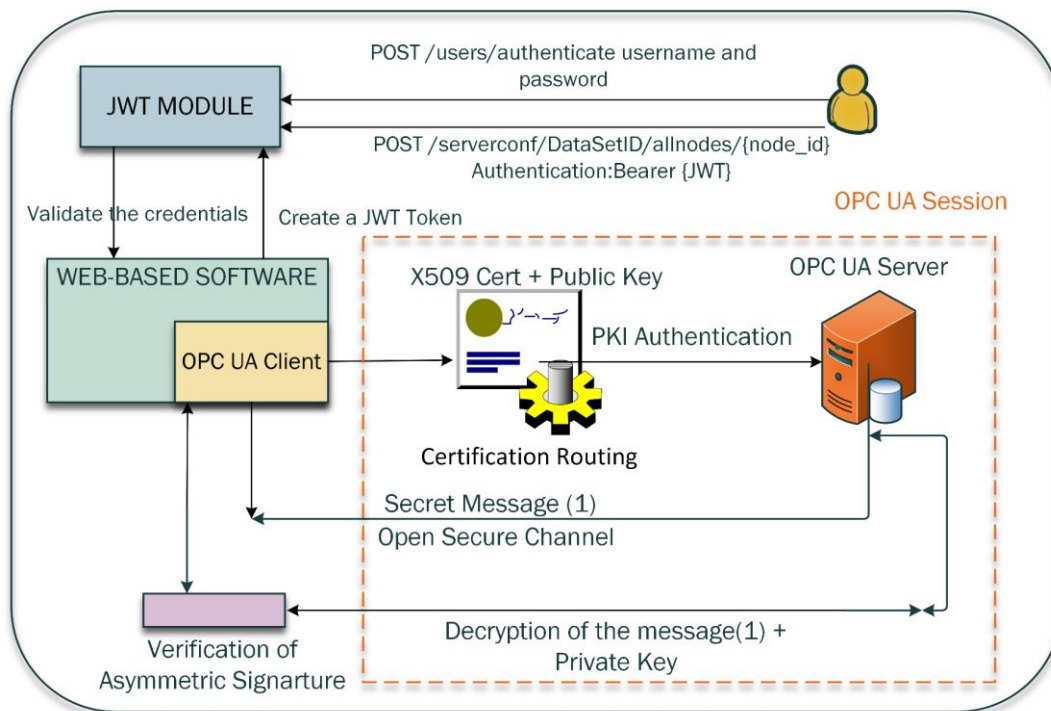 POST /users/authenticate username and
password
JWT MODULE
POST /serverconf/DataSetID/allnodes/{node_id}
Authentication:Bearer {JWT}
Validate the credentials
Create a JWT Token
OPC UA Session
WEB-BASED SOFTWARE
OPC UA Client
X509 Cert + Public Key
OPC UA Server
PKI Authentication
Certification Routing
Secret Message (1)
Open Secure Channel
Decryption of the message(1) +
Private Key
Verification of
Asymmetric Signarture